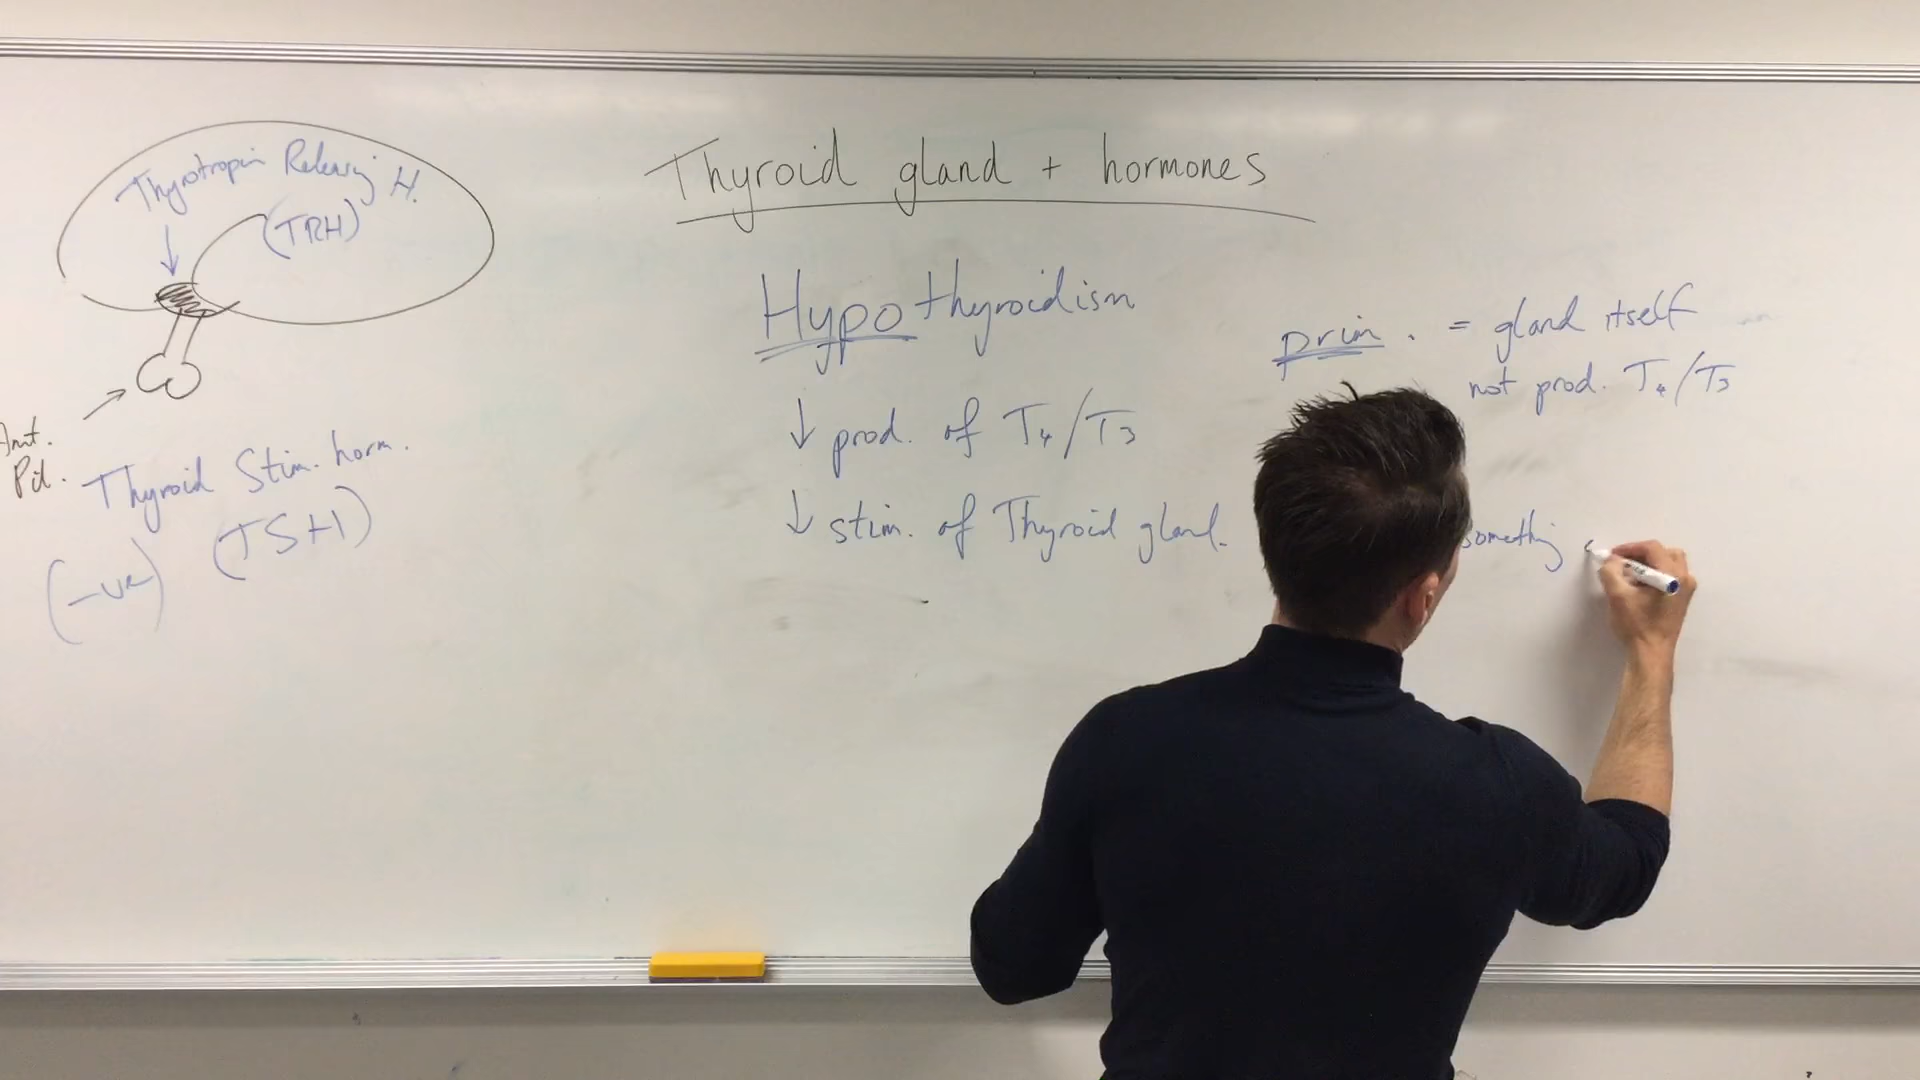 Thyroid gland + hormones
Thyrotropin Releasing H.
(TRH)
Ant.
Pit.
Thyroid Stim. horm.
(TSH)
(-ve)
Hypothyroidism
↓ prod. of T4/T3
↓ stim. of Thyroid gland.
prim. = gland itself
not prod. T4/T3
something